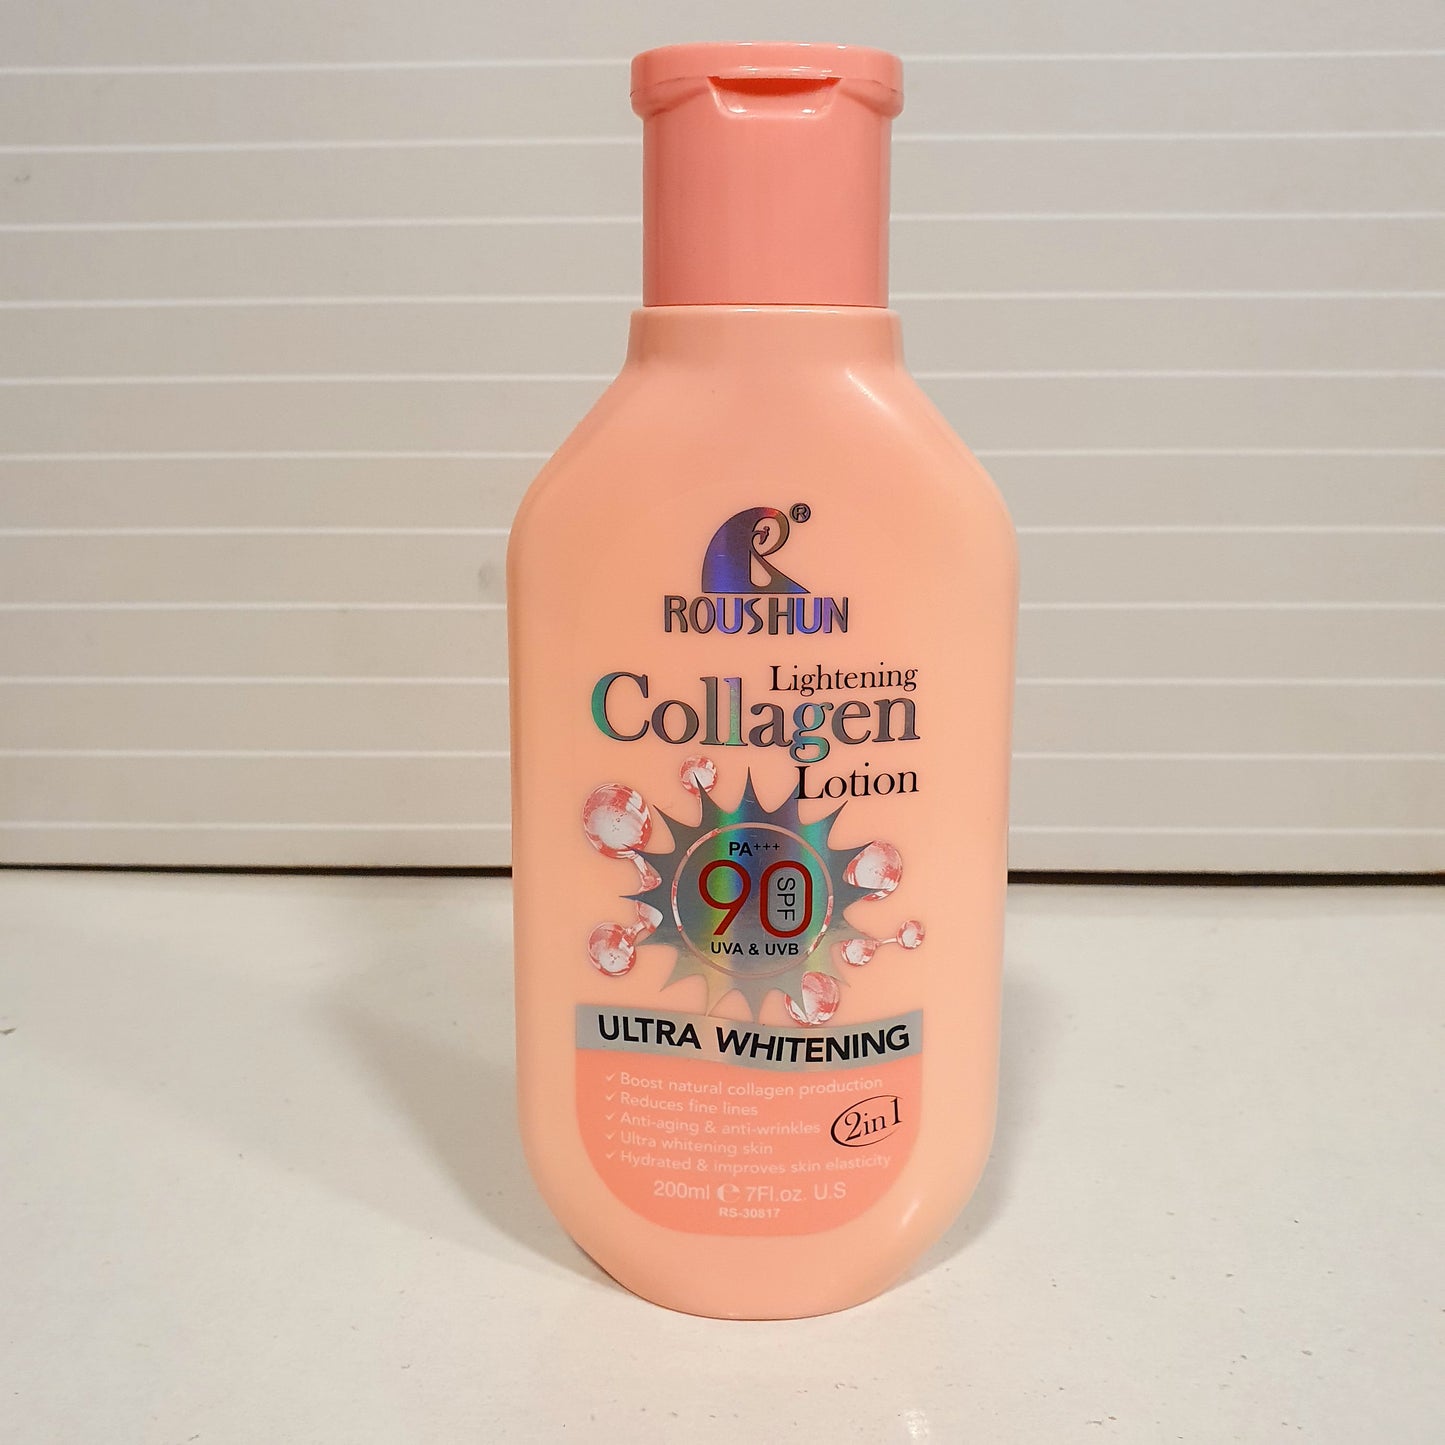 ®
ROUSHUN
Lightening
Collagen
Lotion
PA+++
90 SPF
UVA & UVB
ULTRA WHITENING
✓ Boost natural collagen production
✓ Reduces fine lines
✓ Anti-aging & anti-wrinkles
✓ Ultra whitening skin
✓ Hydrated & improves skin elasticity
2in1
200ml ℮ 7Fl.oz. U.S
RS-30817